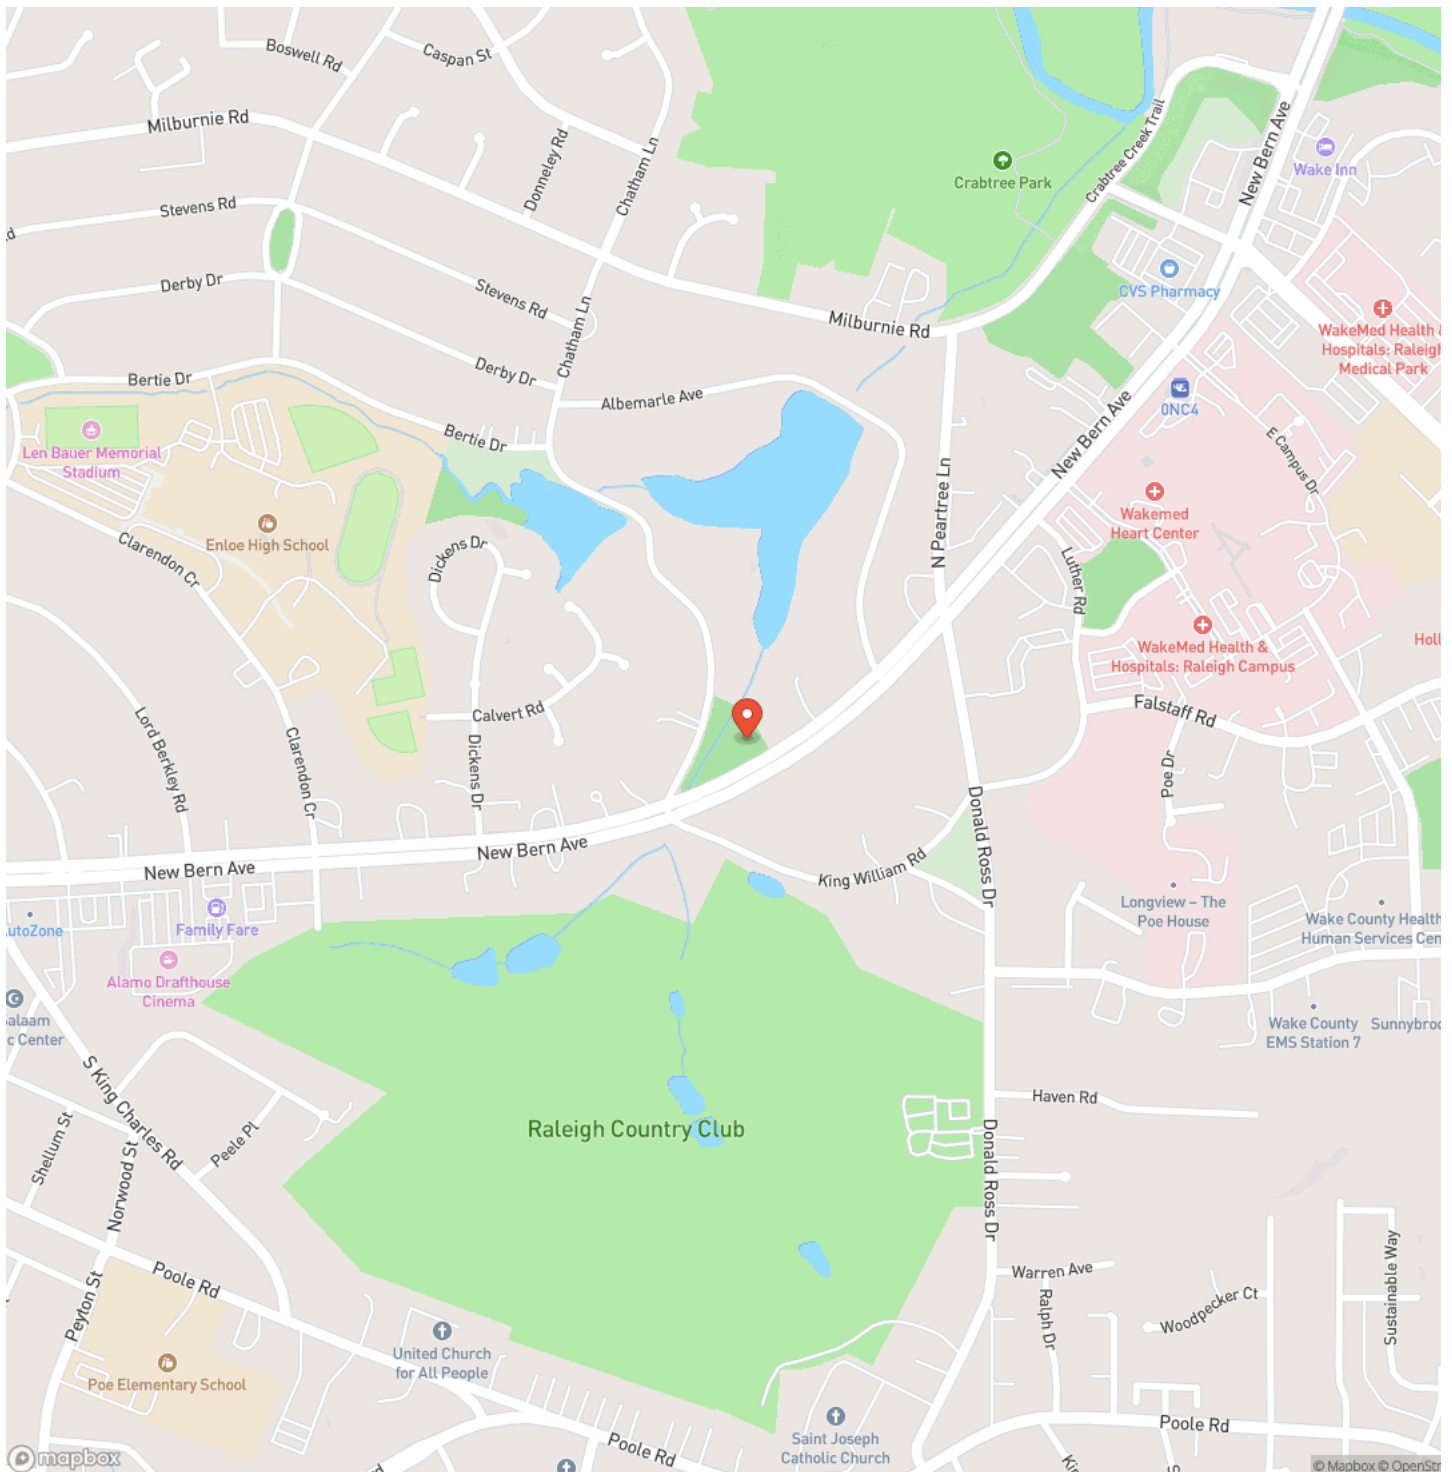 Boswell Rd
Caspan St
Milburnie Rd
Donneley Rd
Chatham Ln
Crabtree Creek Trail
New Bern Ave
Wake Inn
Crabtree Park
Stevens Rd
Derby Dr
Stevens Rd
Chatham Ln
Milburnie Rd
CVS Pharmacy
WakeMed Health &
Hospitals: Raleigh
Medical Park
Bertie Dr
Derby Dr
Albemarle Ave
0NC4
New Bern Ave
Len Bauer Memorial
Stadium
Bertie Dr
E Campus Dr
Wakemed
Heart Center
N Peartree Ln
Enloe High School
Clarendon Cr
Dickens Dr
Luther Rd
WakeMed Health &
Hospitals: Raleigh Campus
Holl
Lord Berkley Rd
Calvert Rd
Falstaff Rd
Clarendon Cr
Dickens Dr
Poe Dr
Donald Ross Dr
New Bern Ave
New Bern Ave
King William Rd
Longview – The
Poe House
Wake County Health
Human Services Cen
utoZone
Family Fare
Alamo Drafthouse
Cinema
alaam
c Center
Wake County
EMS Station 7
Sunnybroo
S King Charles Rd
Haven Rd
Shellum St
Norwood St
Peele Pl
Raleigh Country Club
Donald Ross Dr
Peyton St
Poole Rd
Warren Ave
Ralph Dr
Woodpecker Ct
Sustainable Way
United Church
for All People
Poe Elementary School
Poole Rd
Saint Joseph
Catholic Church
Poole Rd
mapbox
© Mapbox © OpenStr